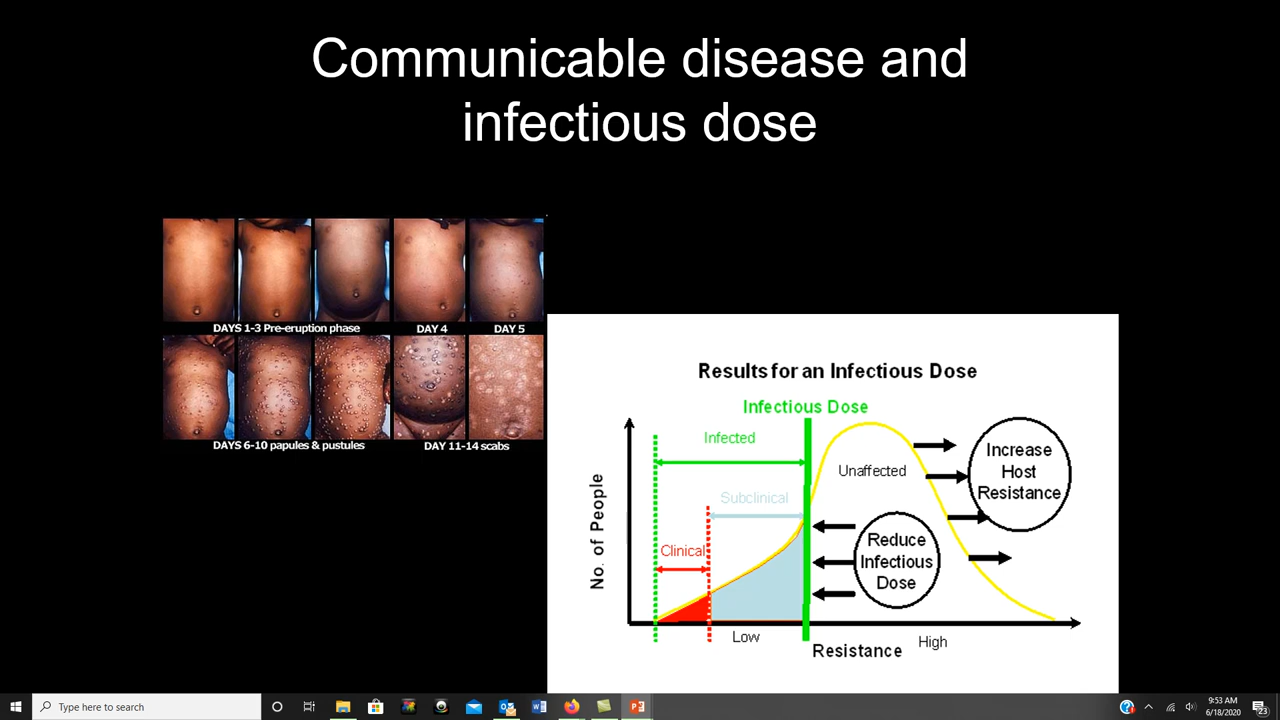 Communicable disease and
infectious dose
DAYS 1-3 Pre-eruption phase
DAY 4
DAY 5
DAYS 6-10 papules & pustules
DAY 11-14 scabs
Results for an Infectious Dose
Infectious Dose
Infected
Subclinical
Clinical
Unaffected
Increase
Host
Resistance
Reduce
Infectious
Dose
No. of People
Low
High
Resistance
Type here to search
9:53 AM
6/18/2020
23